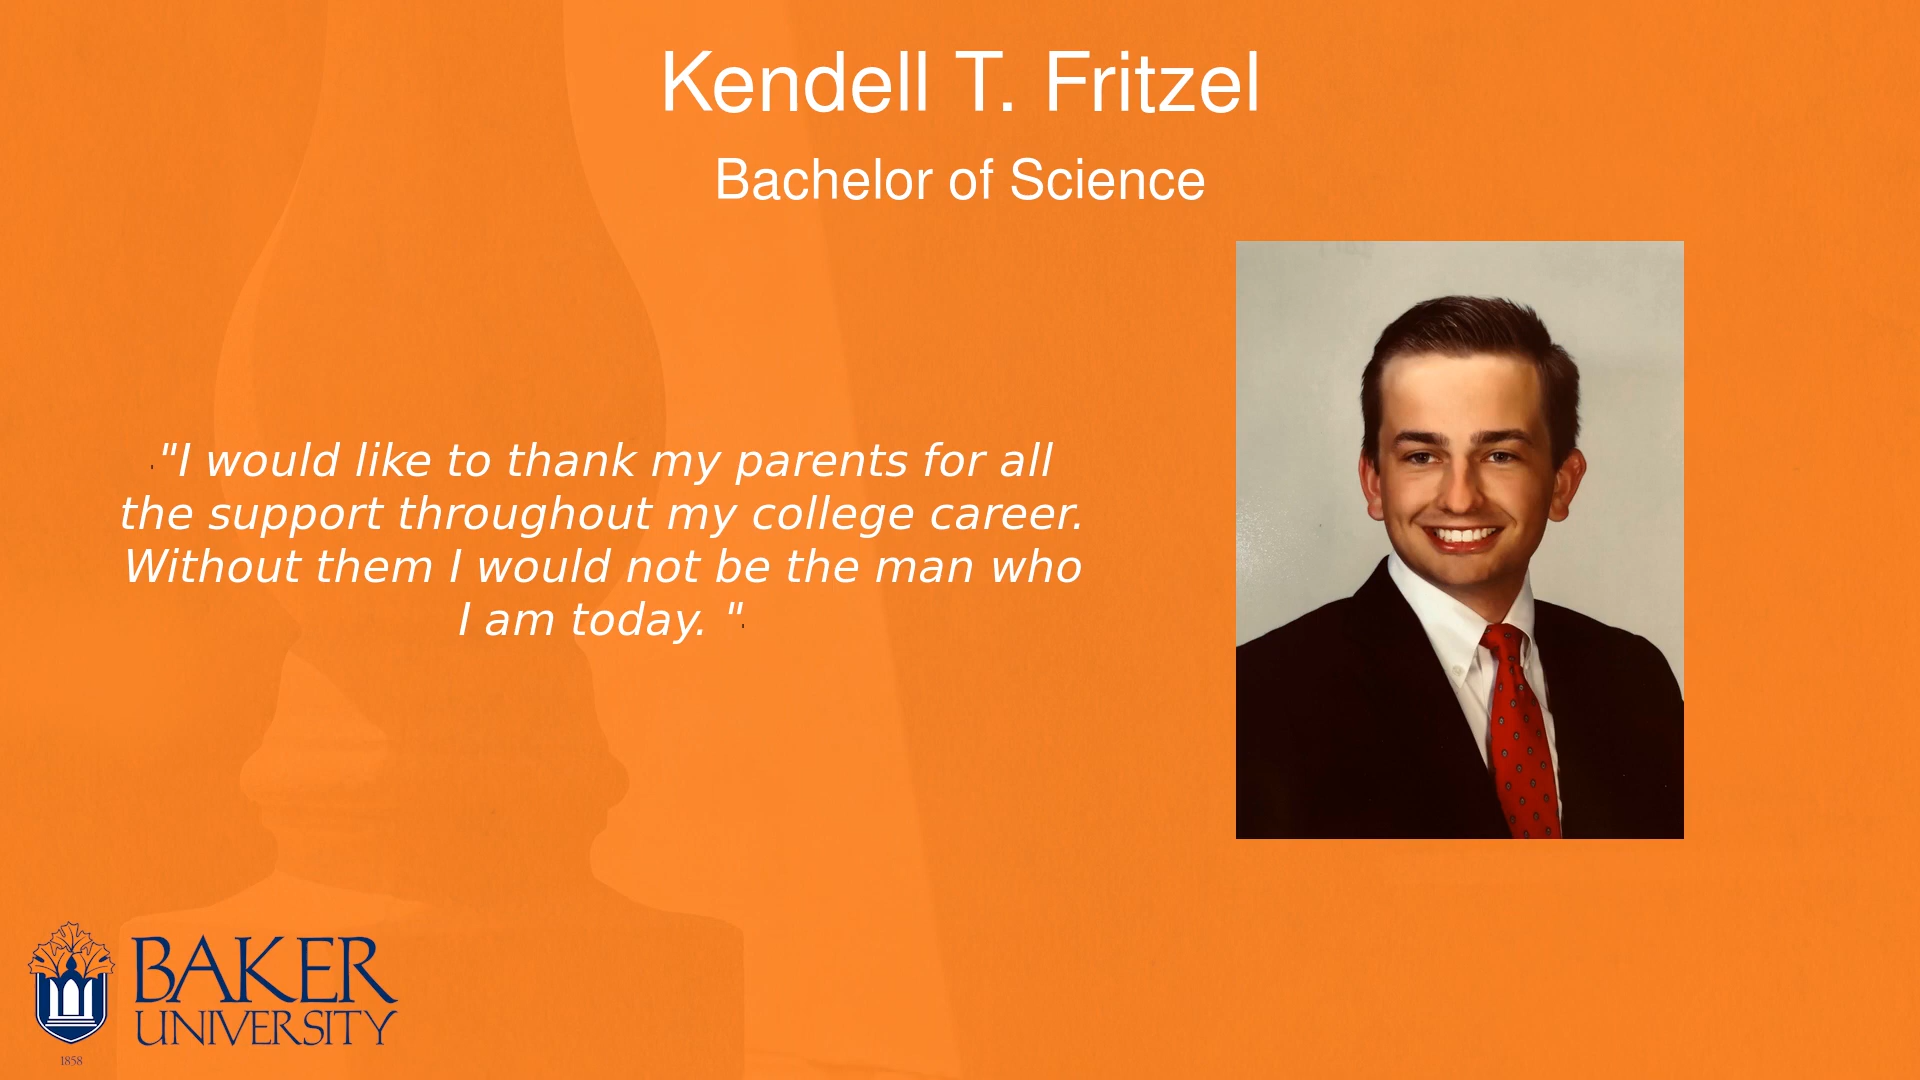 Kendell T. Fritzel
Bachelor of Science
"I would like to thank my parents for all
the support throughout my college career.
Without them I would not be the man who
I am today. "
BAKER
UNIVERSITY
1858